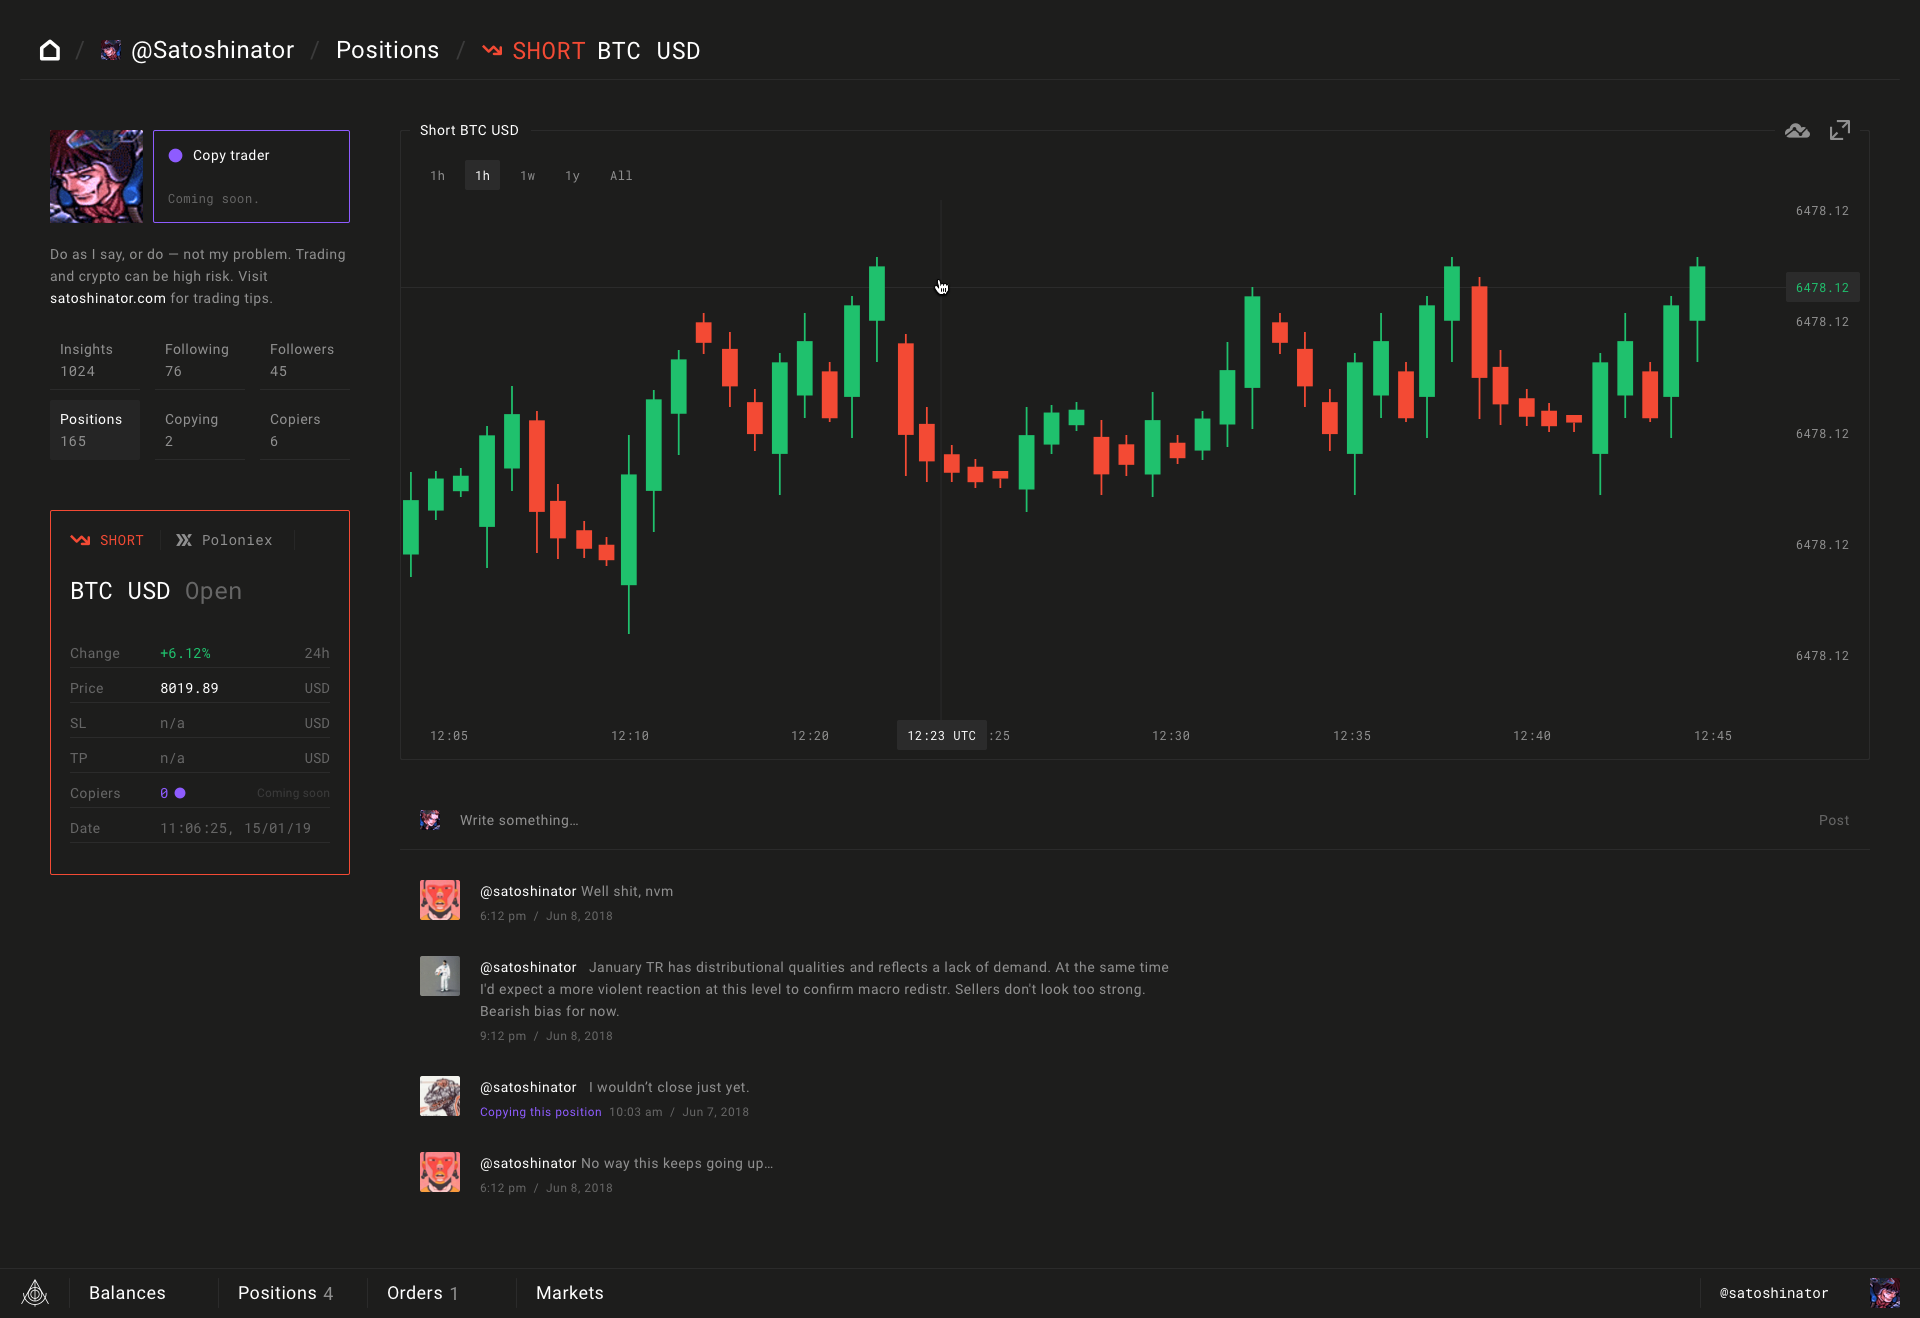 / @Satoshinator / Positions / SHORT BTC USD
Copy trader
Coming soon.
Do as I say, or do — not my problem. Trading
and crypto can be high risk. Visit
satoshinator.com for trading tips.
Insights Following Followers
1024 76 45
Positions Copying Copiers
165 2 6
SHORT Poloniex
BTC USD Open
Change +6.12% 24h
Price 8019.89 USD
SL n/a USD
TP n/a USD
Copiers 0 Coming soon
Date 11:06:25, 15/01/19
Short BTC USD
1h 1h 1w 1y All
6478.12
6478.12
6478.12
6478.12
6478.12
6478.12
12:05 12:10 12:20 12:23 UTC :25 12:30 12:35 12:40 12:45
Write something… Post
@satoshinator Well shit, nvm
6:12 pm / Jun 8, 2018
@satoshinator January TR has distributional qualities and reflects a lack of demand. At the same time
I'd expect a more violent reaction at this level to confirm macro redistr. Sellers don't look too strong.
Bearish bias for now.
9:12 pm / Jun 8, 2018
@satoshinator I wouldn’t close just yet.
Copying this position 10:03 am / Jun 7, 2018
@satoshinator No way this keeps going up…
6:12 pm / Jun 8, 2018
Balances Positions 4 Orders 1 Markets @satoshinator